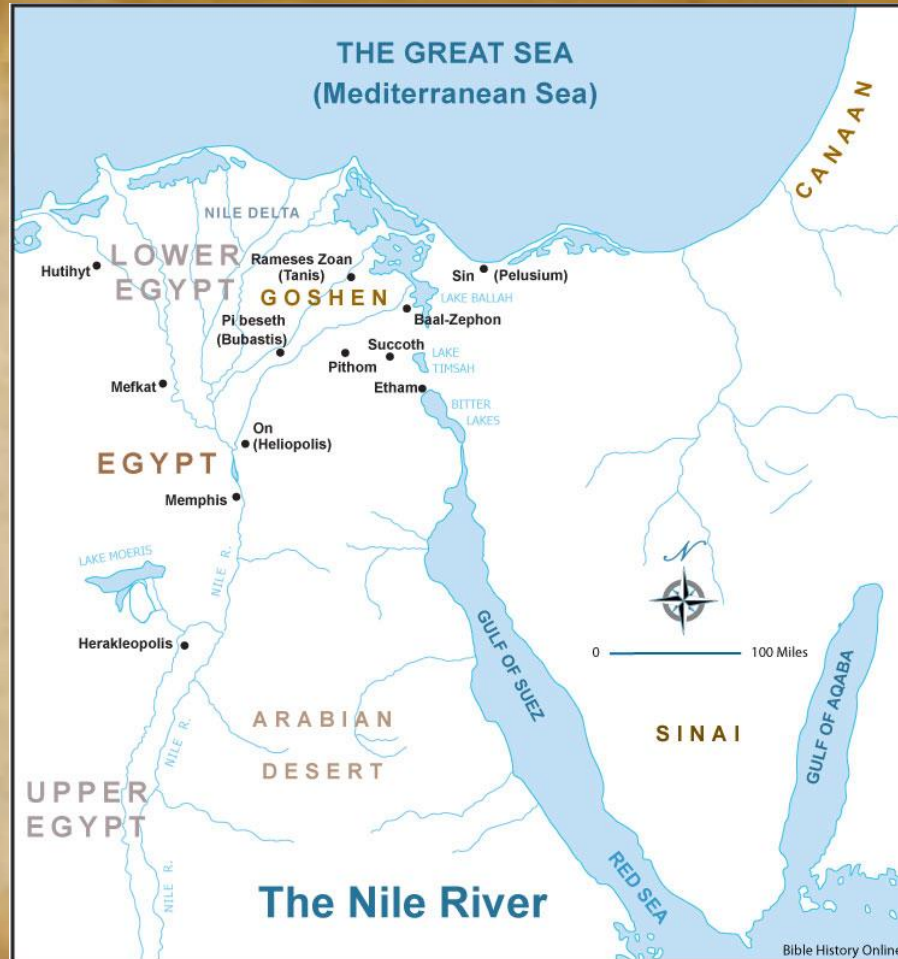 THE GREAT SEA
(Mediterranean Sea)
CANAAN
NILE DELTA
LOWER
EGYPT
Hutihyt
Rameses Zoan
(Tanis)
GOSHEN
Sin (Pelusium)
LAKE BALLAH
Baal-Zephon
Pi beseth
(Bubastis)
Succoth
Pithom
LAKE
TIMSAH
Mefkat
Etham
BITTER
LAKES
On
(Heliopolis)
EGYPT
Memphis
LAKE MOERIS
NILE R.
N
Herakleopolis
0 100 Miles
GULF OF SUEZ
GULF OF AQABA
ARABIAN
DESERT
SINAI
NILE R.
UPPER
EGYPT
NILE R.
RED SEA
The Nile River
Bible History Online